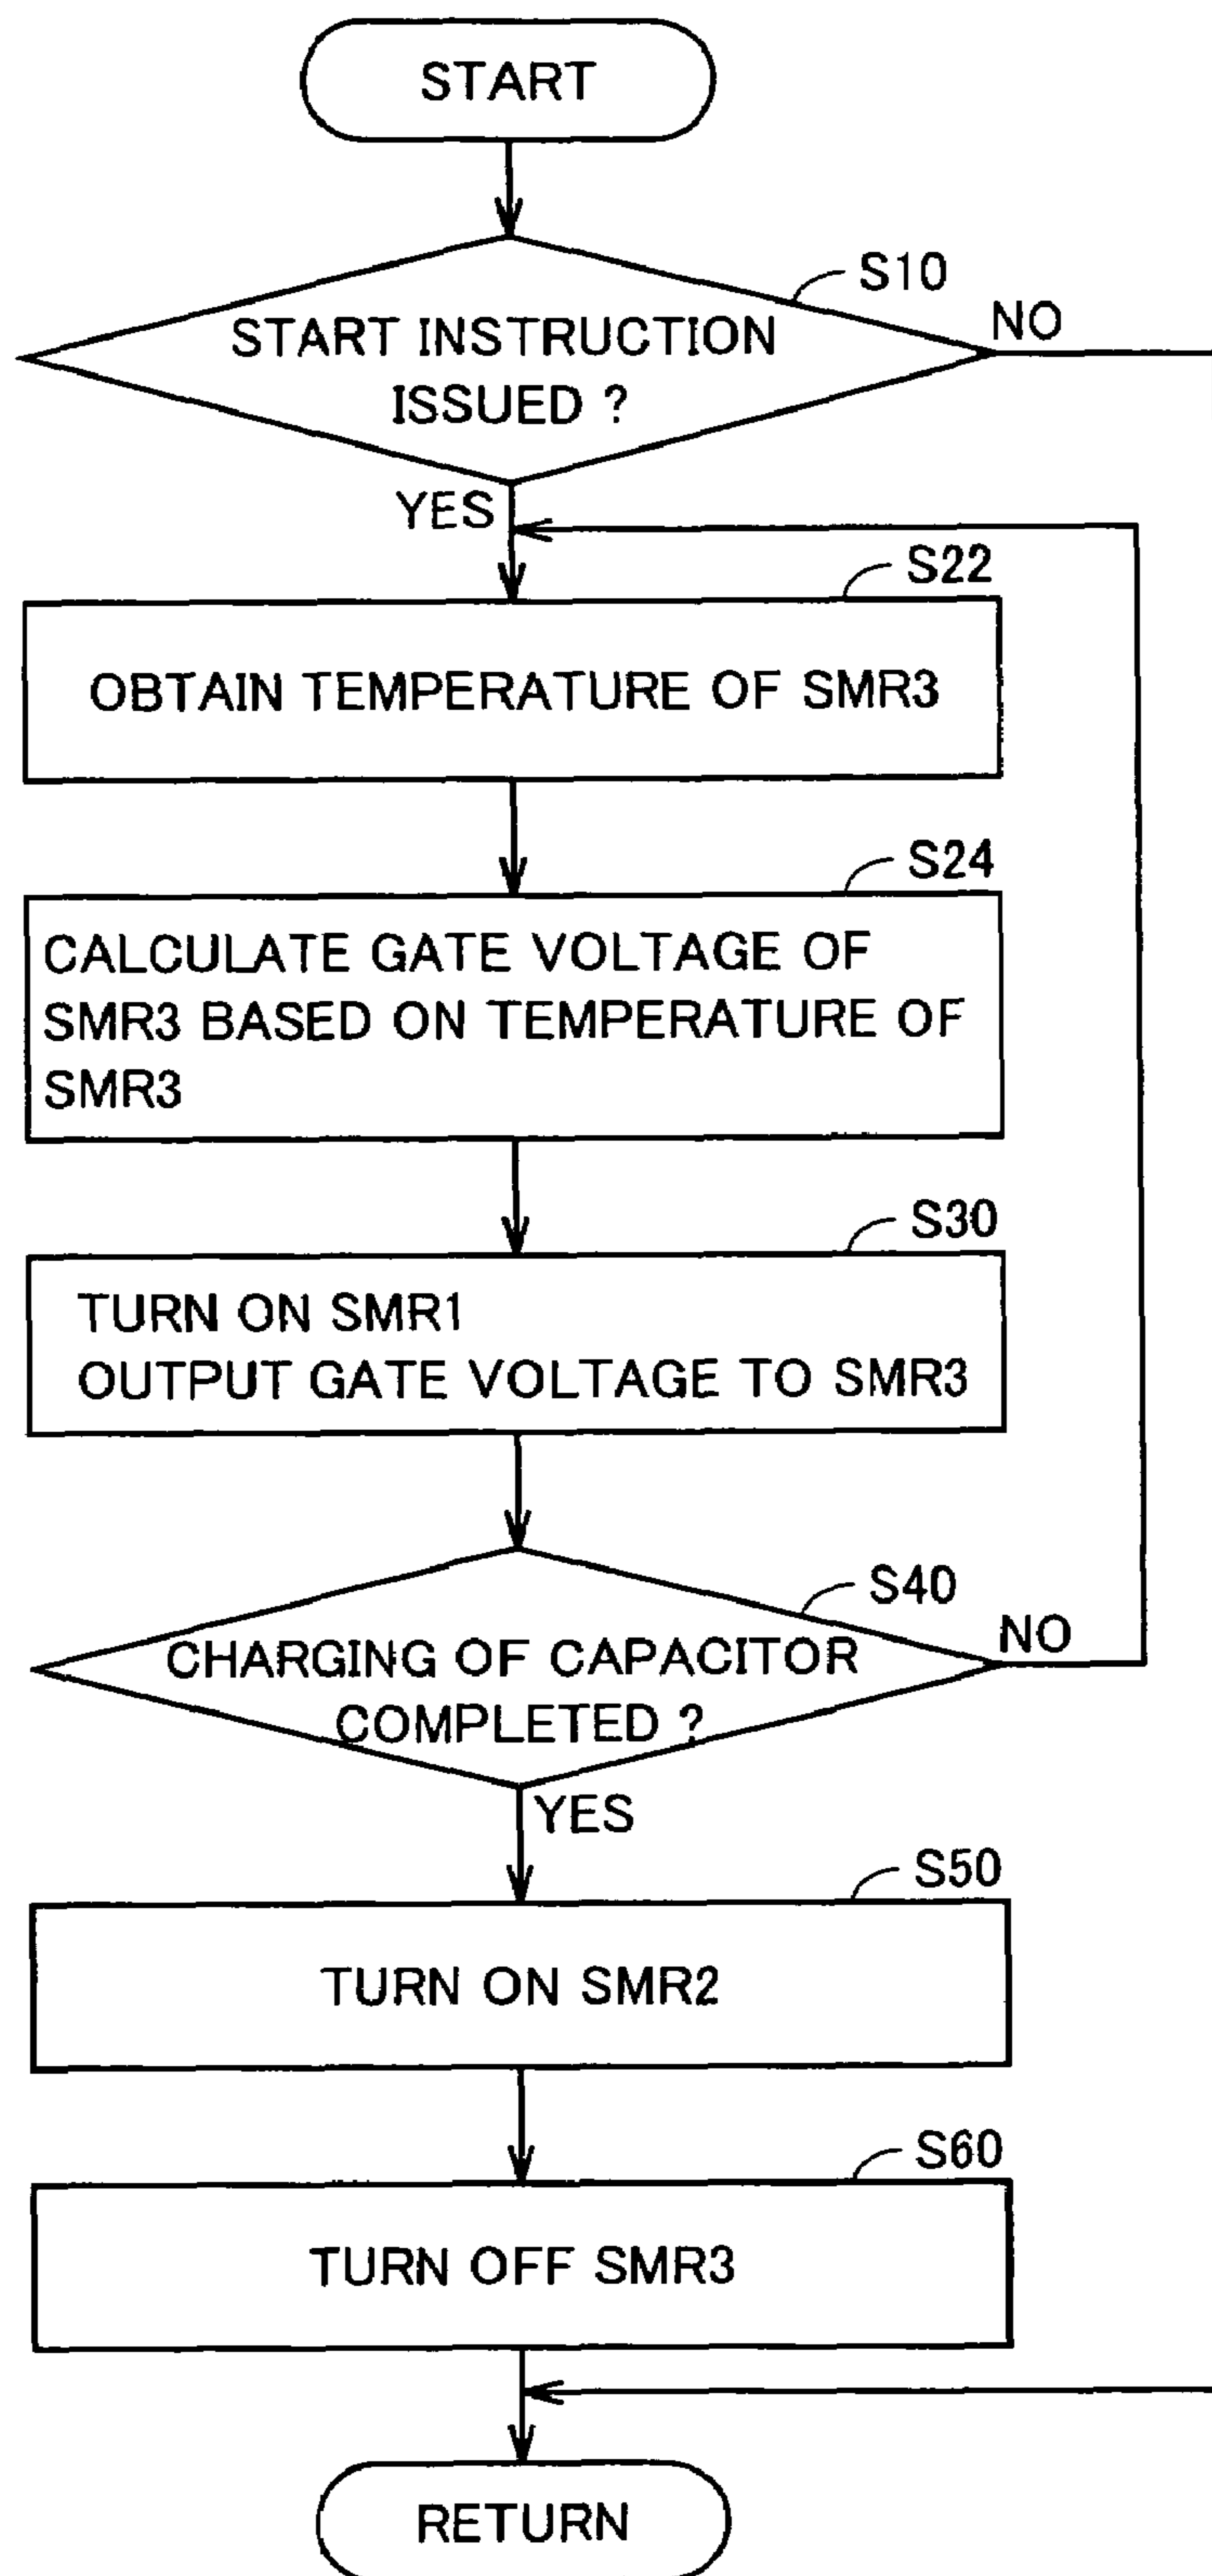 START
S10
START INSTRUCTION
ISSUED ?
NO
YES
S22
OBTAIN TEMPERATURE OF SMR3
S24
CALCULATE GATE VOLTAGE OF
SMR3 BASED ON TEMPERATURE OF
SMR3
S30
TURN ON SMR1
OUTPUT GATE VOLTAGE TO SMR3
S40
CHARGING OF CAPACITOR
COMPLETED ?
NO
YES
S50
TURN ON SMR2
S60
TURN OFF SMR3
RETURN